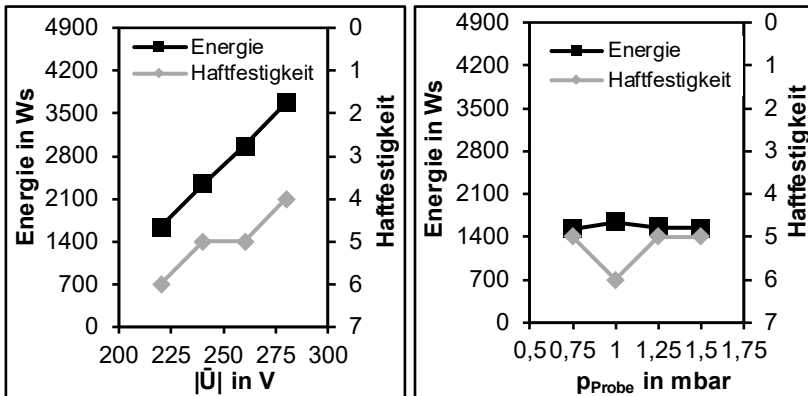 4900
4200
3500
2800
2100
1400
700
0
Energie in Ws
Energie
Haftfestigkeit
0
1
2
3
4
5
6
7
Haftfestigkeit
200 225 250 275 300
|Ū| in V
4900
4200
3500
2800
2100
1400
700
0
Energie in Ws
Energie
Haftfestigkeit
0
1
2
3
4
5
6
7
Haftfestigkeit
0,5 0,75 1 1,25 1,5 1,75
pProbe in mbar